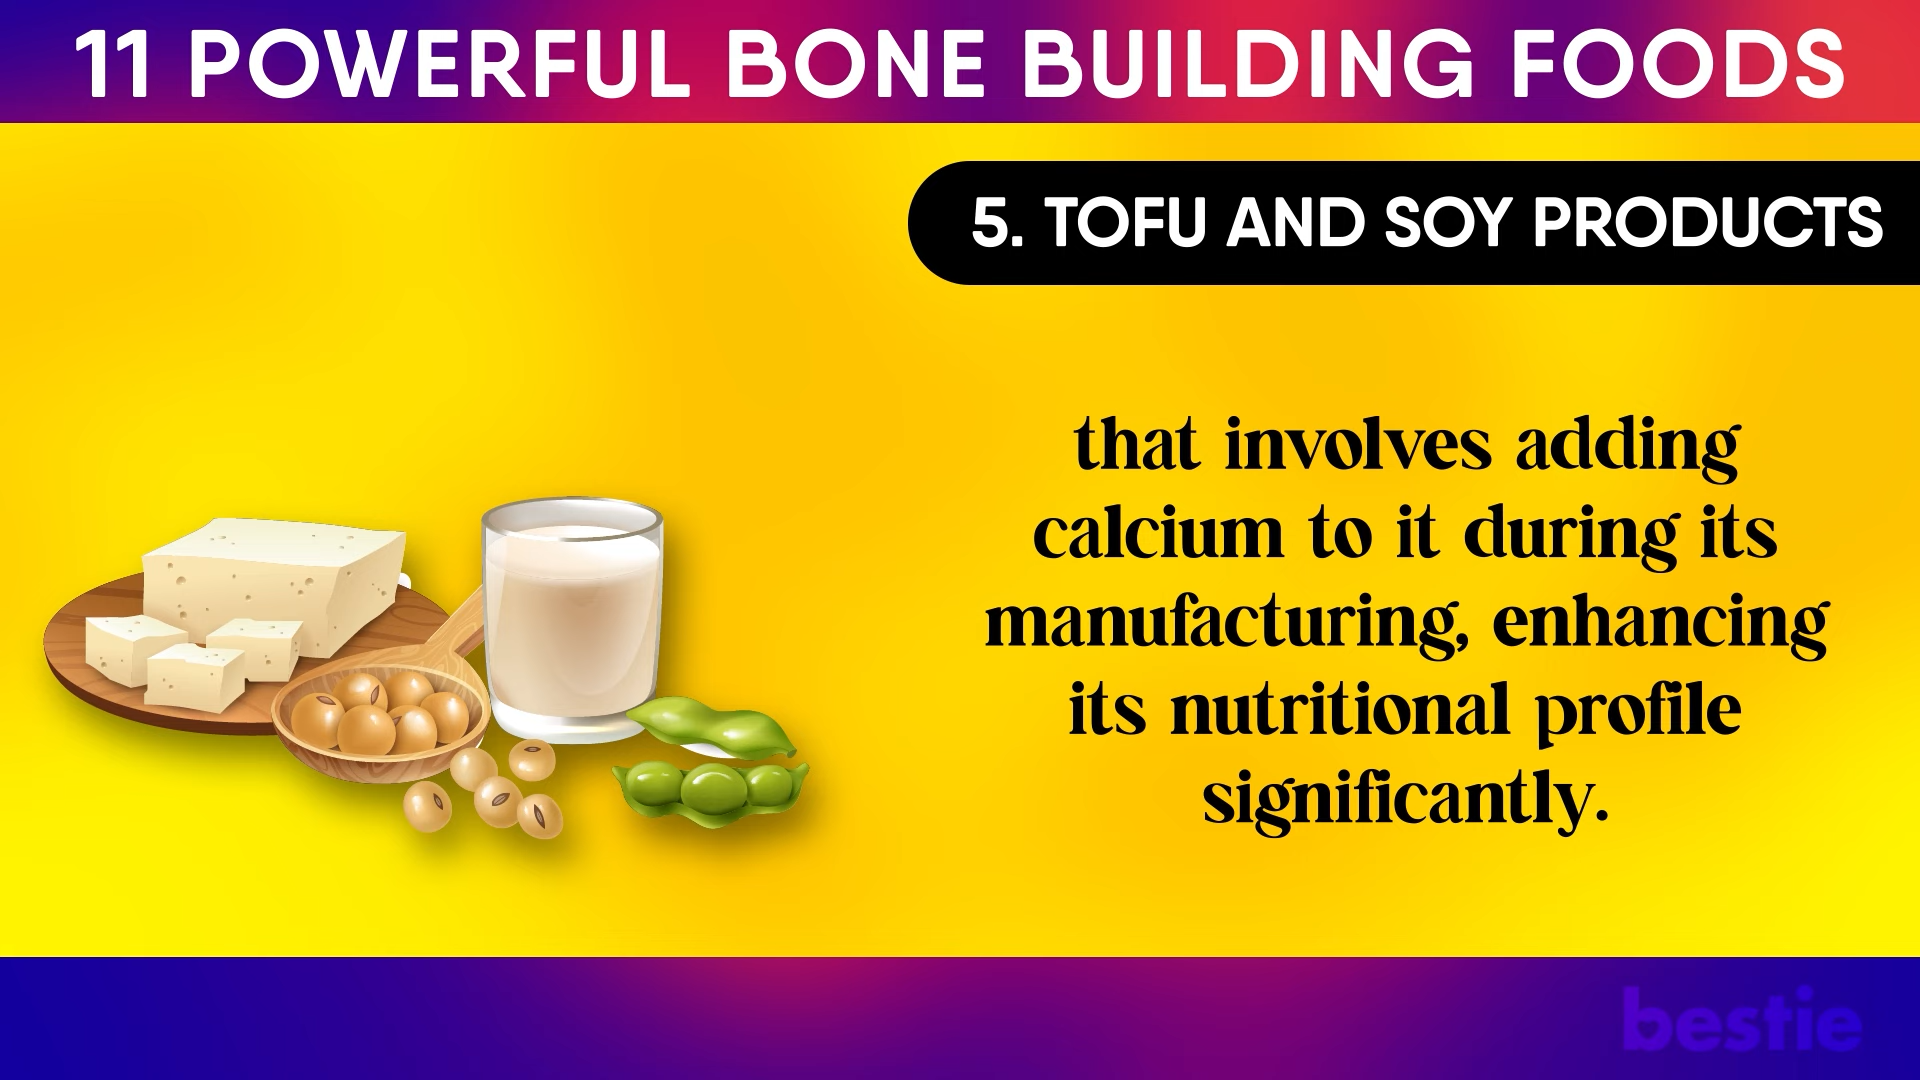 11 POWERFUL BONE BUILDING FOODS
5. TOFU AND SOY PRODUCTS
that involves adding
calcium to it during its
manufacturing, enhancing
its nutritional profile
significantly.
bestie